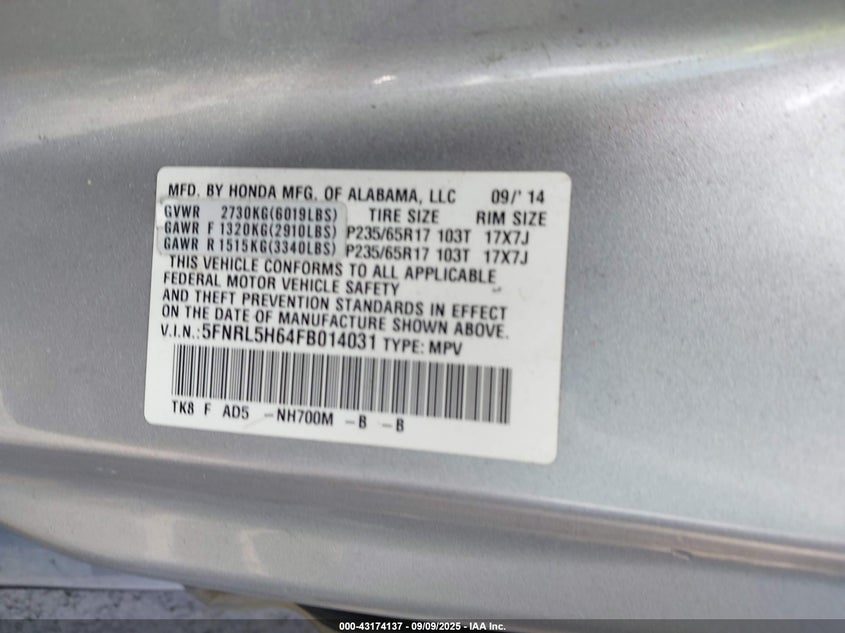 MFD. BY HONDA MFG. OF ALABAMA, LLC 09/' 14
GVWR 2730KG(6019LBS) TIRE SIZE RIM SIZE
GAWR F 1320KG(2910LBS) P235/65R17 103T 17X7J
GAWR R 1515KG(3340LBS) P235/65R17 103T 17X7J
THIS VEHICLE CONFORMS TO ALL APPLICABLE
FEDERAL MOTOR VEHICLE SAFETY
AND THEFT PREVENTION STANDARDS IN EFFECT
ON THE DATE OF MANUFACTURE SHOWN ABOVE.
V.I.N.:5FNRL5H64FB014031 TYPE: MPV
TK8 F AD5 -NH700M -B -B
000-43174137 - 09/09/2025 - IAA Inc.